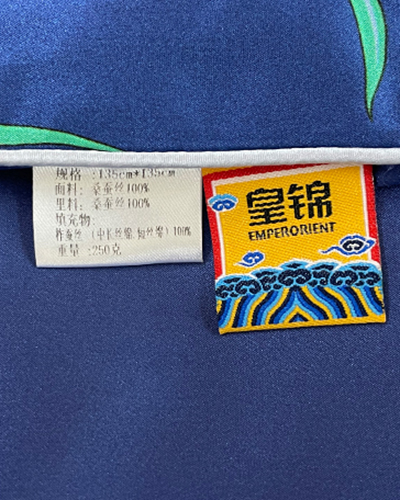 规格 :135cm*135cm
面料: 桑蚕丝100%
里料: 桑蚕丝100%
填充物:
柞蚕丝 (中长丝绵,短丝绵) 100%
重量 :250克
皇锦
EMPERORIENT